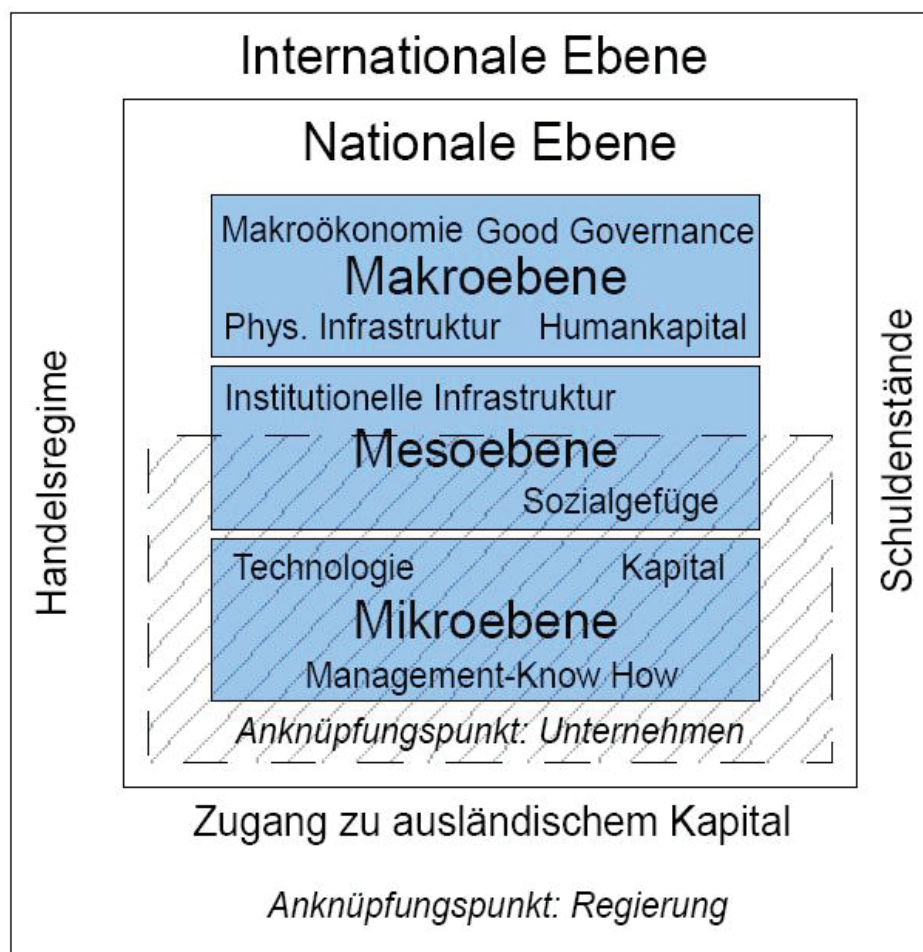 Internationale Ebene
Nationale Ebene
Makroökonomie Good Governance
Makroebene
Phys. Infrastruktur Humankapital
Institutionelle Infrastruktur
Mesoebene
Sozialgefüge
Technologie Kapital
Mikroebene
Management-Know How
Anknüpfungspunkt: Unternehmen
Handelsregime
Schuldenstände
Zugang zu ausländischem Kapital
Anknüpfungspunkt: Regierung